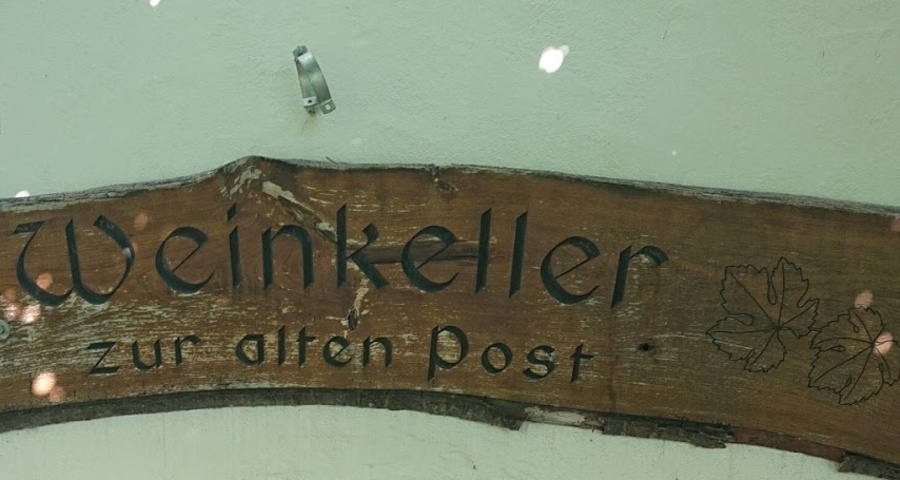 Weinkeller
zur alten Post